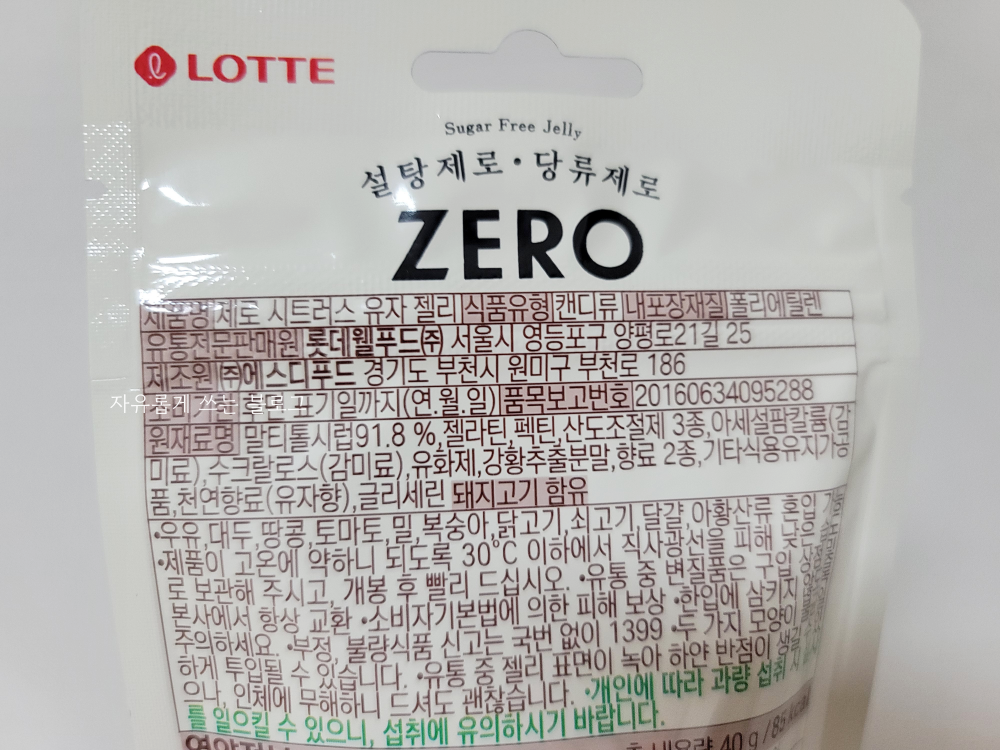 LOTTE
Sugar Free Jelly
설탕제로·당류제로
ZERO
제품명 제로 시트러스 유자 젤리 식품유형 캔디류 내포장재질 폴리에틸렌
유통전문판매원 롯데웰푸드㈜ 서울시 영등포구 양평로21길 25
제조원 ㈜에스디푸드 경기도 부천시 원미구 부천로 186
기일까지(연.월.일) 품목보고번호 20160634095288
자유롭게 쓰는 블로그
원재료명 말티톨시럽91.8 %,젤라틴,펙틴,산도조절제 3종,아세설팜칼륨(감
미료),수크랄로스(감미료),유화제,강황추출분말,향료 2종,기타식용유지가공
품,천연향료(유자향),글리세린 돼지고기 함유
•우유,대두,땅콩,토마토,밀,복숭아,닭고기,쇠고기,달걀,아황산류 혼입
•제품이 고온에 약하니 되도록 30℃ 이하에서 직사광선을 피해
로 보관해 주시고, 개봉 후 빨리 드십시오. •유통 중 변질품은 구입
본사에서 항상 교환 •소비자기본법에 의한 피해 보상 •한입에 삼키지
주의하세요. •부정, 불량식품 신고는 국번 없이 1399 •두 가지 모양이
하게 투입될 수 있습니다. •유통 중 젤리 표면이 녹아 하얀 반점이
으나, 인체에 무해하니 드셔도 괜찮습니다. •개인에 따라 과량 섭취
를 일으킬 수 있으니, 섭취에 유의하시기 바랍니다.
내용량 40 g